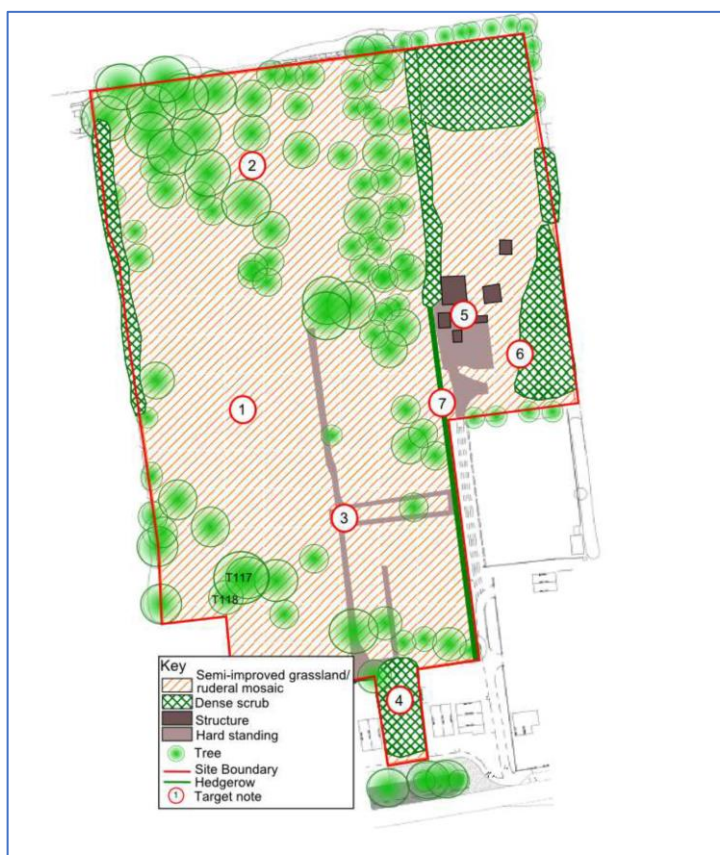 2
5
6
1
7
3
T117
T118
4
Key
Semi-improved grassland/
ruderal mosaic
Dense scrub
Structure
Hard standing
Tree
Site Boundary
Hedgerow
1 Target note